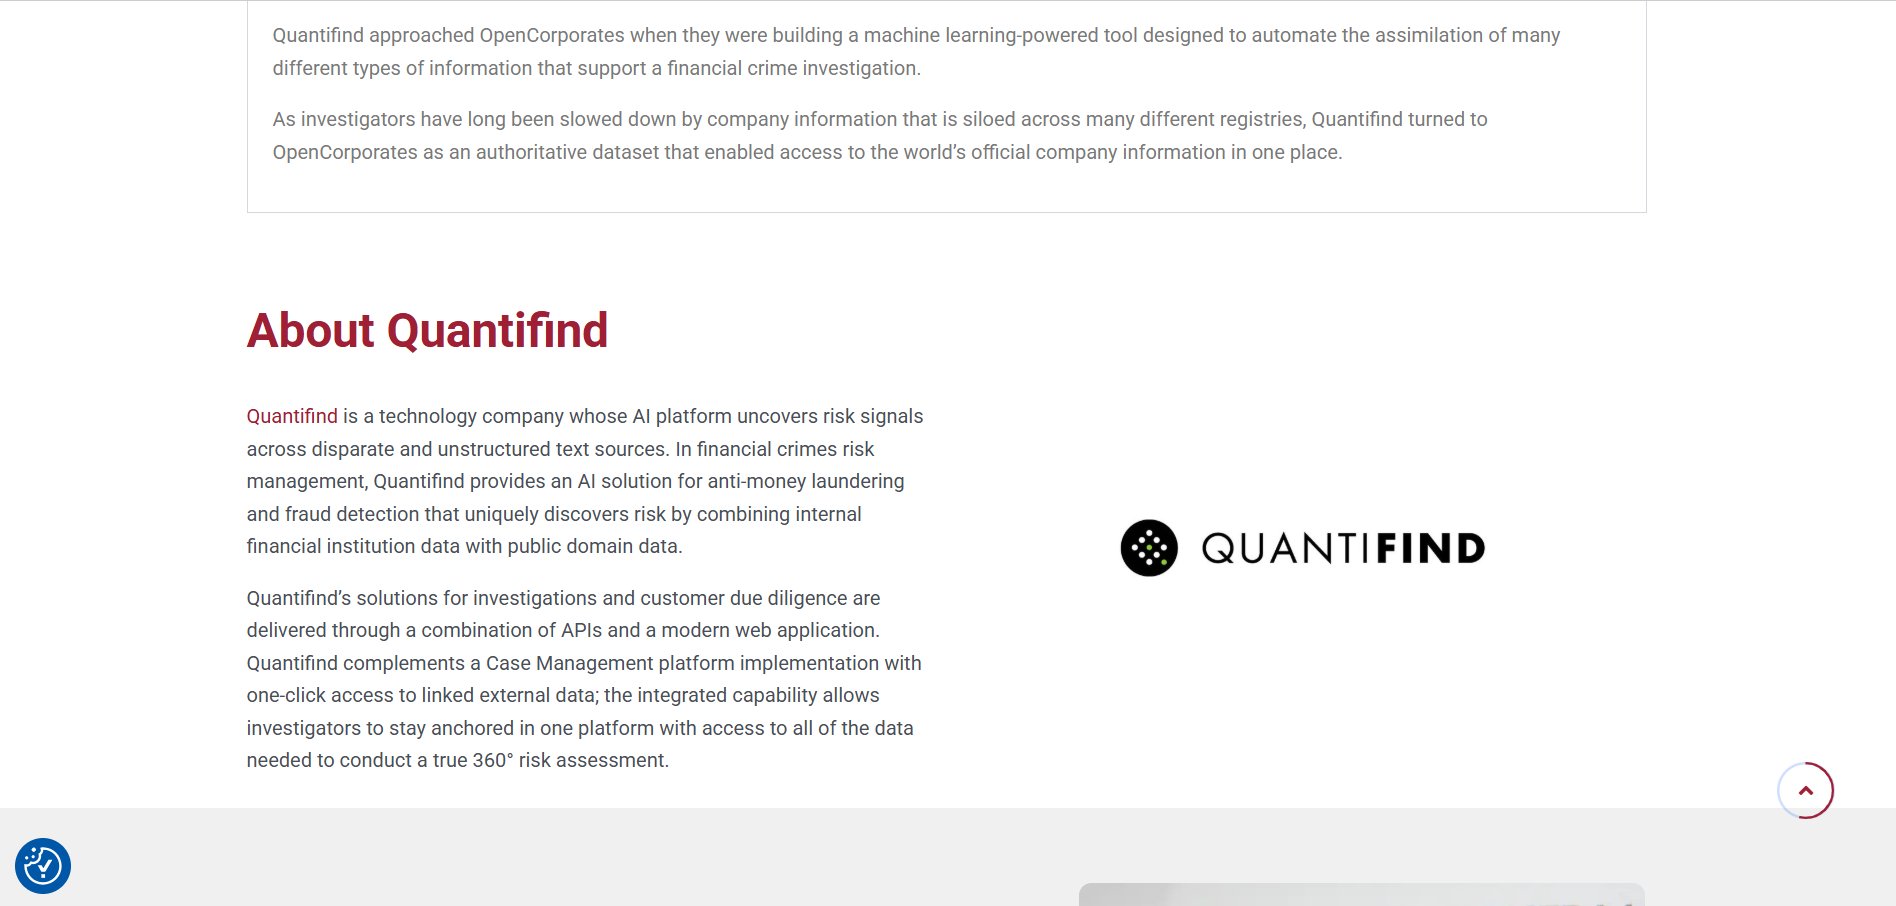 Quantifind approached OpenCorporates when they were building a machine learning-powered tool designed to automate the assimilation of many
different types of information that support a financial crime investigation.
As investigators have long been slowed down by company information that is siloed across many different registries, Quantifind turned to
OpenCorporates as an authoritative dataset that enabled access to the world’s official company information in one place.
About Quantifind
Quantifind is a technology company whose AI platform uncovers risk signals
across disparate and unstructured text sources. In financial crimes risk
management, Quantifind provides an AI solution for anti-money laundering
and fraud detection that uniquely discovers risk by combining internal
financial institution data with public domain data.
Quantifind’s solutions for investigations and customer due diligence are
delivered through a combination of APIs and a modern web application.
Quantifind complements a Case Management platform implementation with
one-click access to linked external data; the integrated capability allows
investigators to stay anchored in one platform with access to all of the data
needed to conduct a true 360° risk assessment.
QUANTIFIND